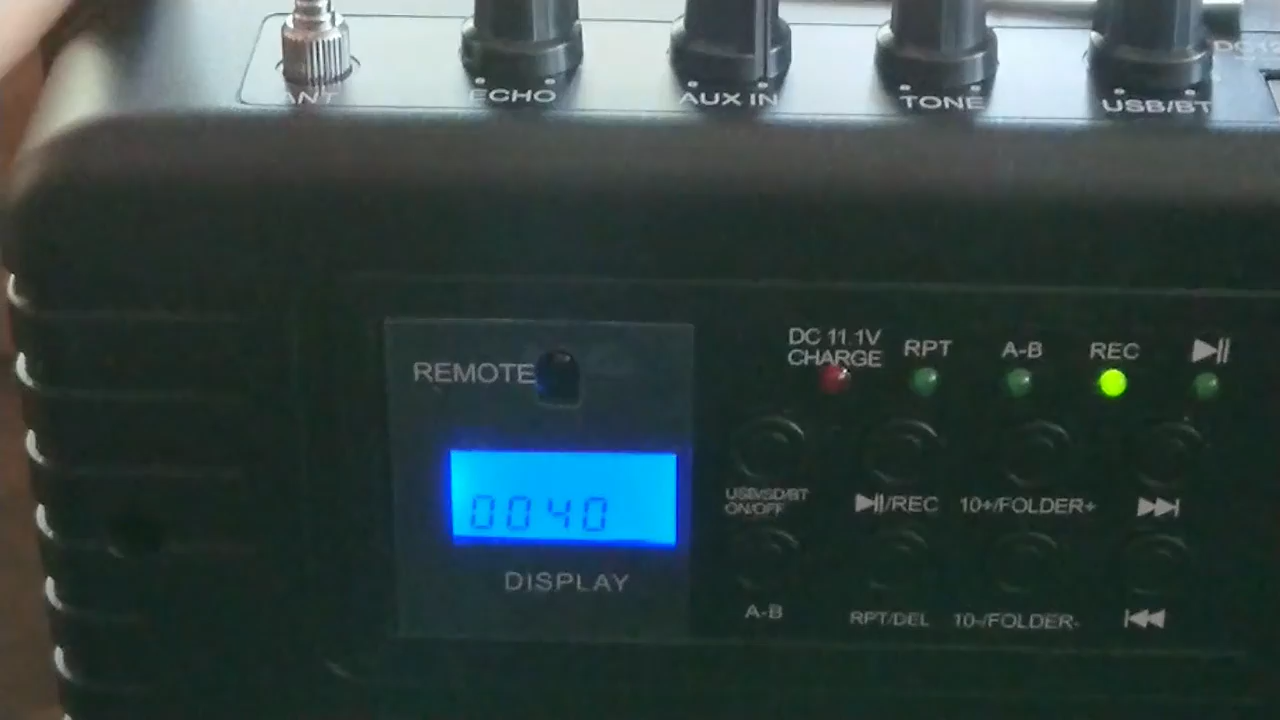 ANT
ECHO
AUX IN
TONE
USB/BT
DC 11.1V
CHARGE
RPT
A-B
REC
REMOTE
0040
DISPLAY
USB/SD/BT
ON/OFF
/REC
10+/FOLDER+
A-B
RPT/DEL
10-/FOLDER-